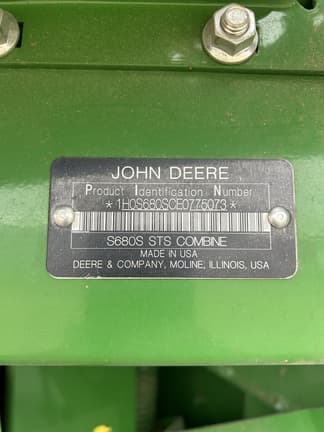 JOHN DEERE
Product Identification Number
*1H0S680SCE0775073*
S680S STS COMBINE
MADE IN USA
DEERE & COMPANY, MOLINE, ILLINOIS, USA